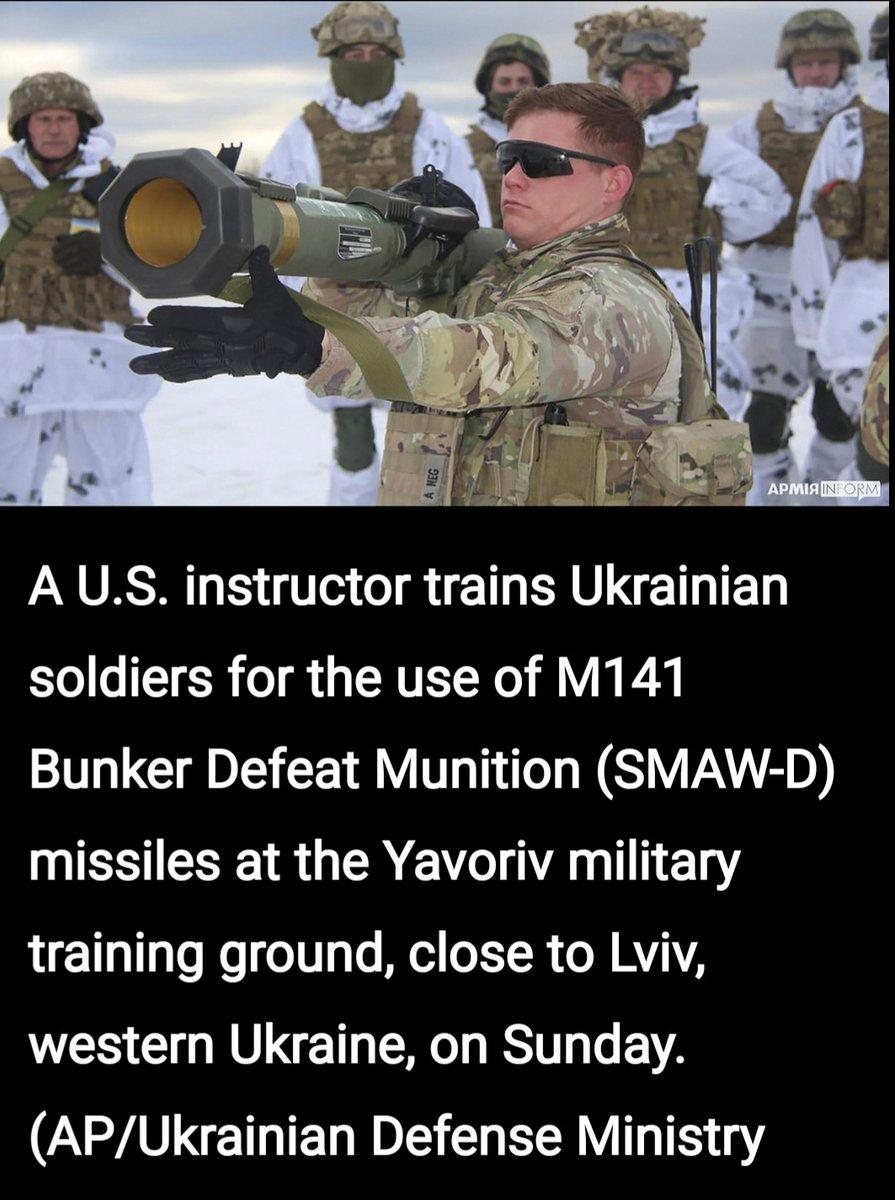 A NEG
АРМІЯINFORM
A U.S. instructor trains Ukrainian
soldiers for the use of M141
Bunker Defeat Munition (SMAW-D)
missiles at the Yavoriv military
training ground, close to Lviv,
western Ukraine, on Sunday.
(AP/Ukrainian Defense Ministry